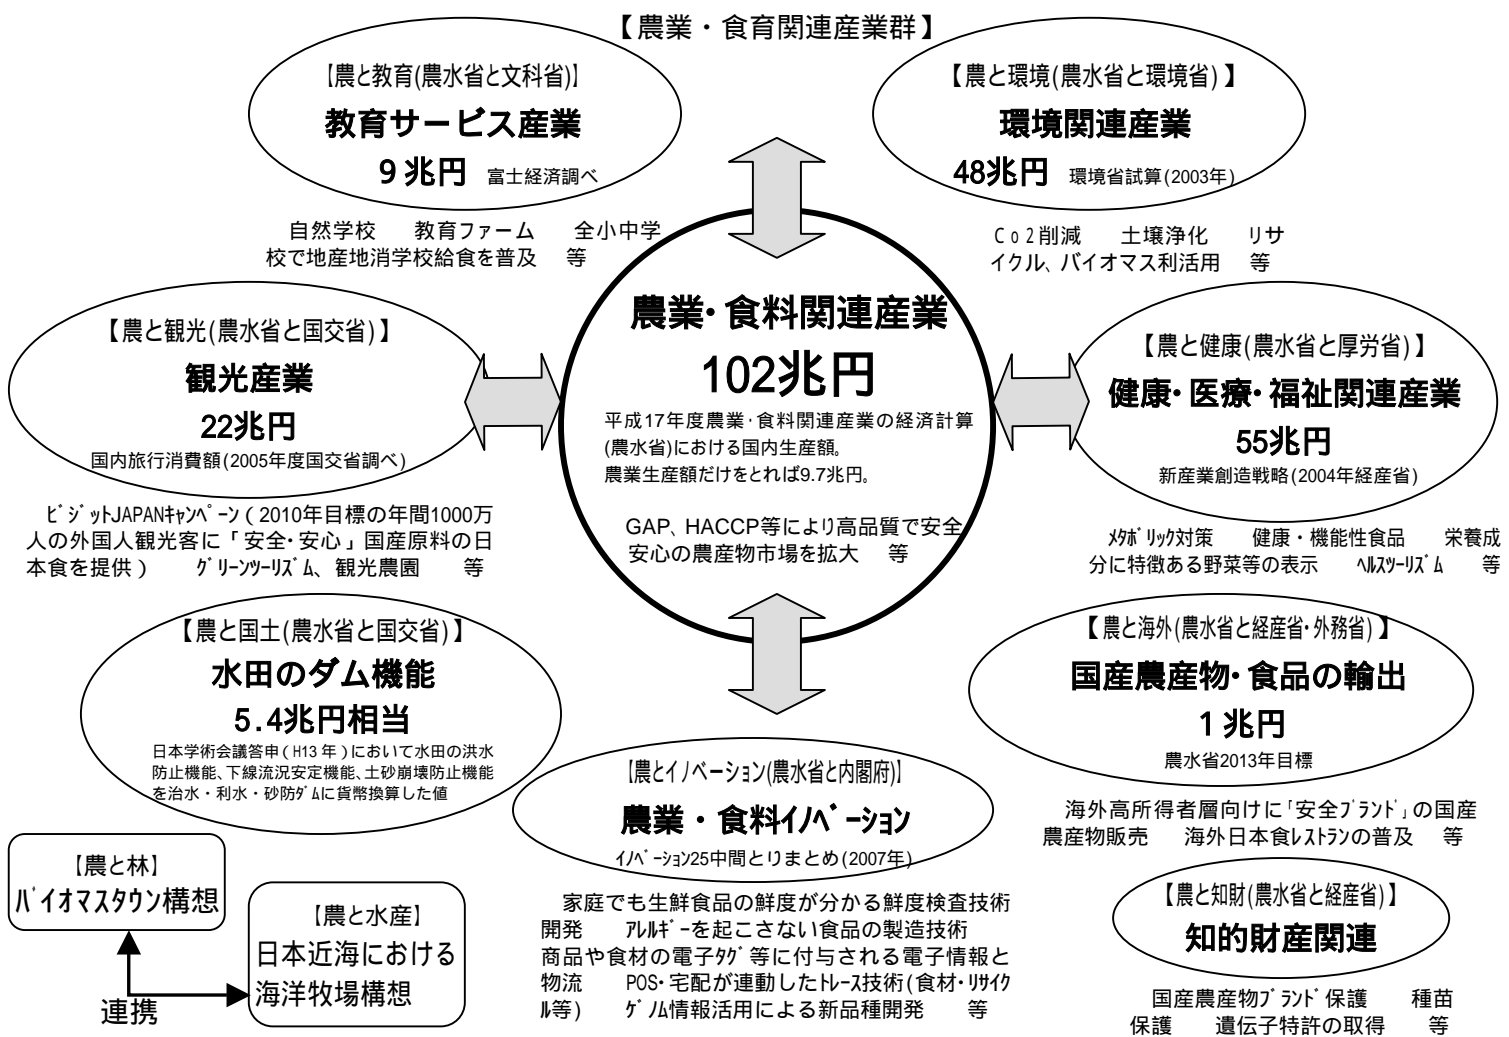 【農業・食育関連産業群】
【農と教育(農水省と文科省)】
教育サービス産業
9兆円 富士経済調べ
自然学校 教育ファーム 全小中学
校で地産地消学校給食を普及 等
【農と環境(農水省と環境省)】
環境関連産業
48兆円 環境省試算(2003年)
Co2削減 土壌浄化 リサ
イクル、バイオマス利活用 等
【農と観光(農水省と国交省)】
観光産業
22兆円
国内旅行消費額(2005年度国交省調べ)
ビジットJAPANキャンペーン(2010年目標の年間1000万
人の外国人観光客に「安全・安心」国産原料の日
本食を提供) グリーンツーリズム、観光農園 等
農業・食料関連産業
102兆円
平成17年度農業・食料関連産業の経済計算
(農水省)における国内生産額。
農業生産額だけをとれば9.7兆円。
GAP、HACCP等により高品質で安全
安心の農産物市場を拡大 等
【農と健康(農水省と厚労省)】
健康・医療・福祉関連産業
55兆円
新産業創造戦略(2004年経産省)
メタボリック対策 健康・機能性食品 栄養成
分に特徴ある野菜等の表示 ヘルスツーリズム 等
【農と国土(農水省と国交省)】
水田のダム機能
5.4兆円相当
日本学術会議答申(H13年)において水田の洪水
防止機能、下線流況安定機能、土砂崩壊防止機能
を治水・利水・砂防ダムに貨幣換算した値
【農と海外(農水省と経産省・外務省)】
国産農産物・食品の輸出
1兆円
農水省2013年目標
海外高所得者層向けに「安全ブランド」の国産
農産物販売 海外日本食レストランの普及 等
【農とイノベーション(農水省と内閣府)】
農業・食料イノベーション
イノベーション25中間とりまとめ(2007年)
家庭でも生鮮食品の鮮度が分かる鮮度検査技術
開発 アレルギーを起こさない食品の製造技術
商品や食材の電子タグ等に付与される電子情報と
物流 POS・宅配が連動したトレース技術(食材・リサイク
ル等) ゲノム情報活用による新品種開発 等
【農と知財(農水省と経産省)】
知的財産関連
国産農産物ブランド保護 種苗
保護 遺伝子特許の取得 等
【農と林】
バイオマスタウン構想
【農と水産】
日本近海における
海洋牧場構想
連携